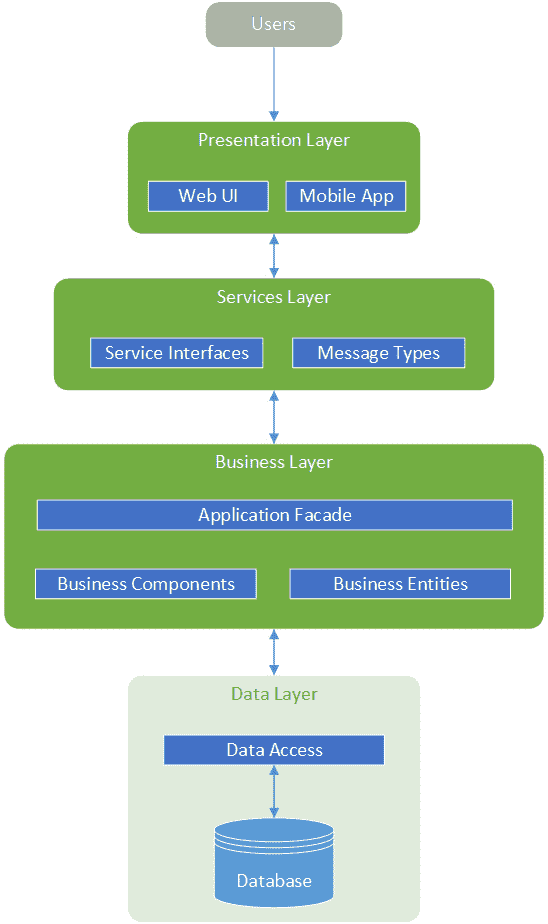 Users
Presentation Layer
Web UI
Mobile App
Services Layer
Service Interfaces
Message Types
Business Layer
Application Facade
Business Components
Business Entities
Data Layer
Data Access
Database